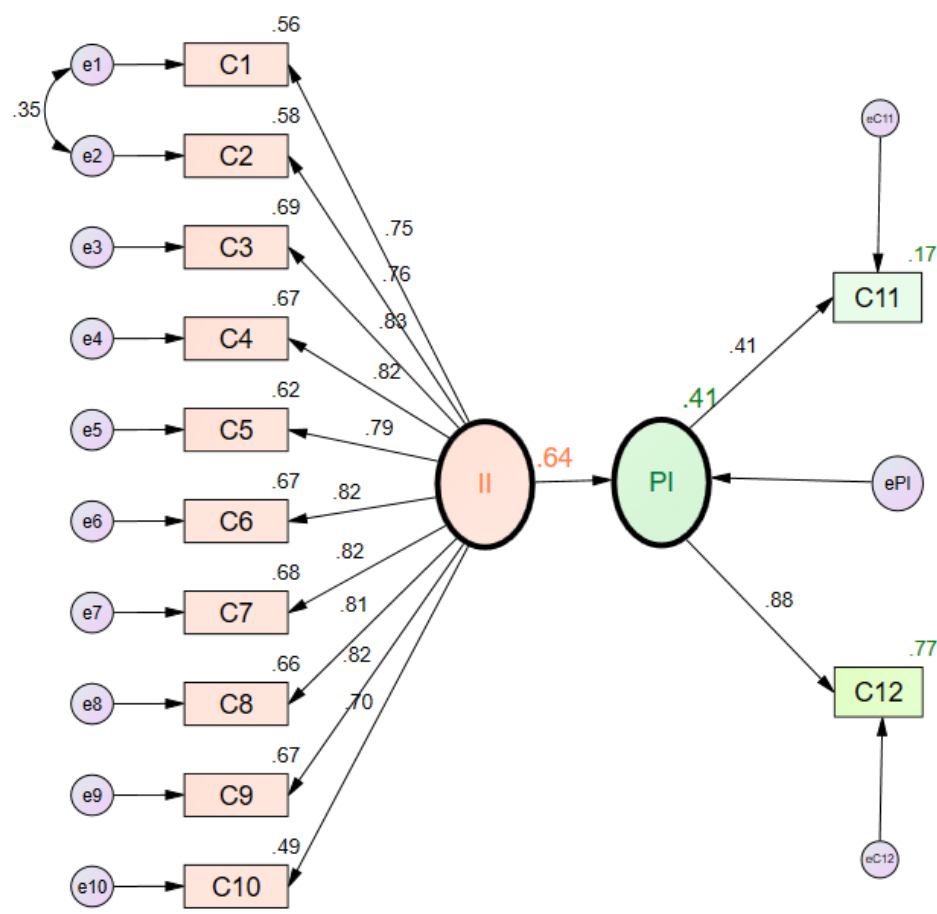 .56
e1
C1
.35
.58
e2
C2
.69
e3
C3
.67
e4
C4
.62
e5
C5
.67
e6
C6
.68
e7
C7
.66
e8
C8
.67
e9
C9
.49
e10
C10
.75
.76
.83
.82
.79
.82
.82
.81
.82
.70
II
.64
.41
PI
ePI
.41
.88
eC11
.17
C11
.77
C12
eC12